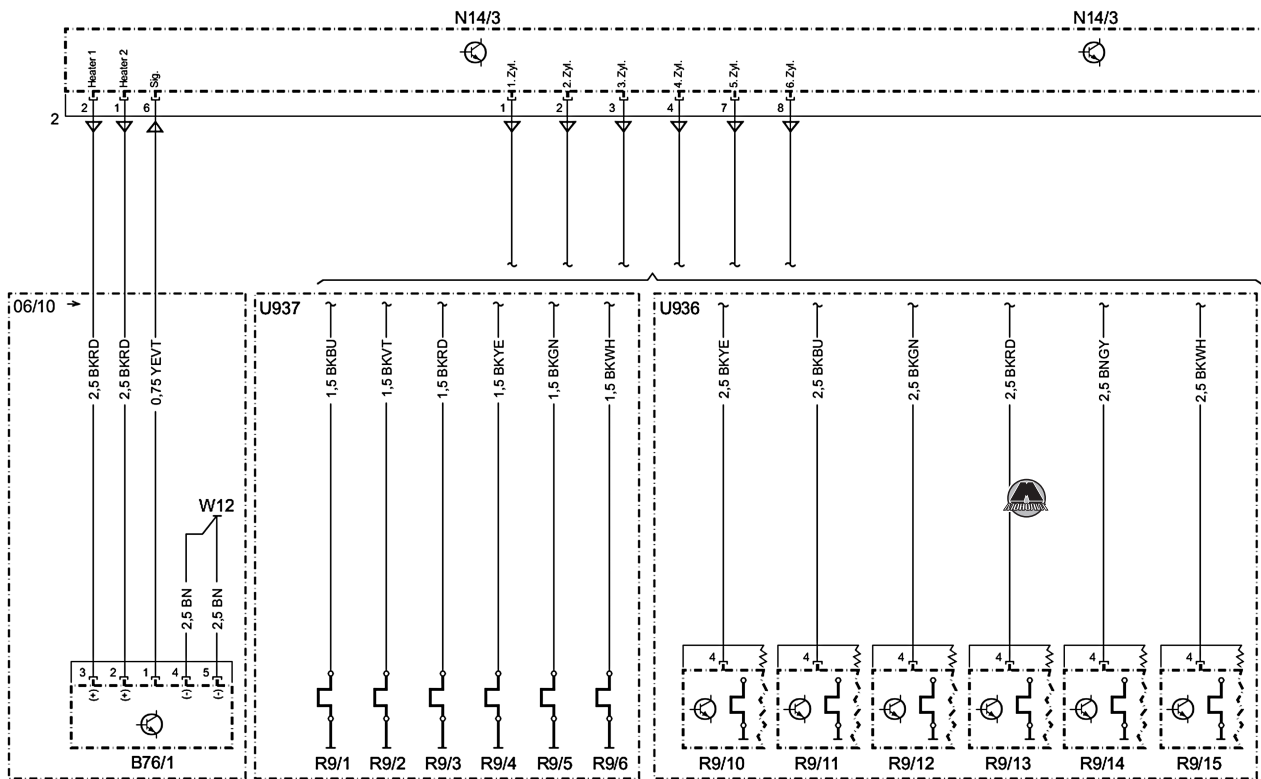 N14/3 N14/3
Heater 1 Heater 2 Sig. 1. Zyl. 2. Zyl. 3. Zyl. 4. Zyl. 5. Zyl. 6. Zyl.
2 1 6 1 2 3 4 7 8
2
06/10 U937 U936
2,5 BKRD 2,5 BKRD 0,75 YEVT 1,5 BKBU 1,5 BKVT 1,5 BKRD 1,5 BKYE 1,5 BKGN 1,5 BKWH 2,5 BKYE 2,5 BKBU 2,5 BKGN 2,5 BKRD 2,5 BNGY 2,5 BKWH
W12
2,5 BN 2,5 BN
3 2 1 4 5 4 4 4 4 4 4
(+) (+) (-) (-)
B76/1 R9/1 R9/2 R9/3 R9/4 R9/5 R9/6 R9/10 R9/11 R9/12 R9/13 R9/14 R9/15